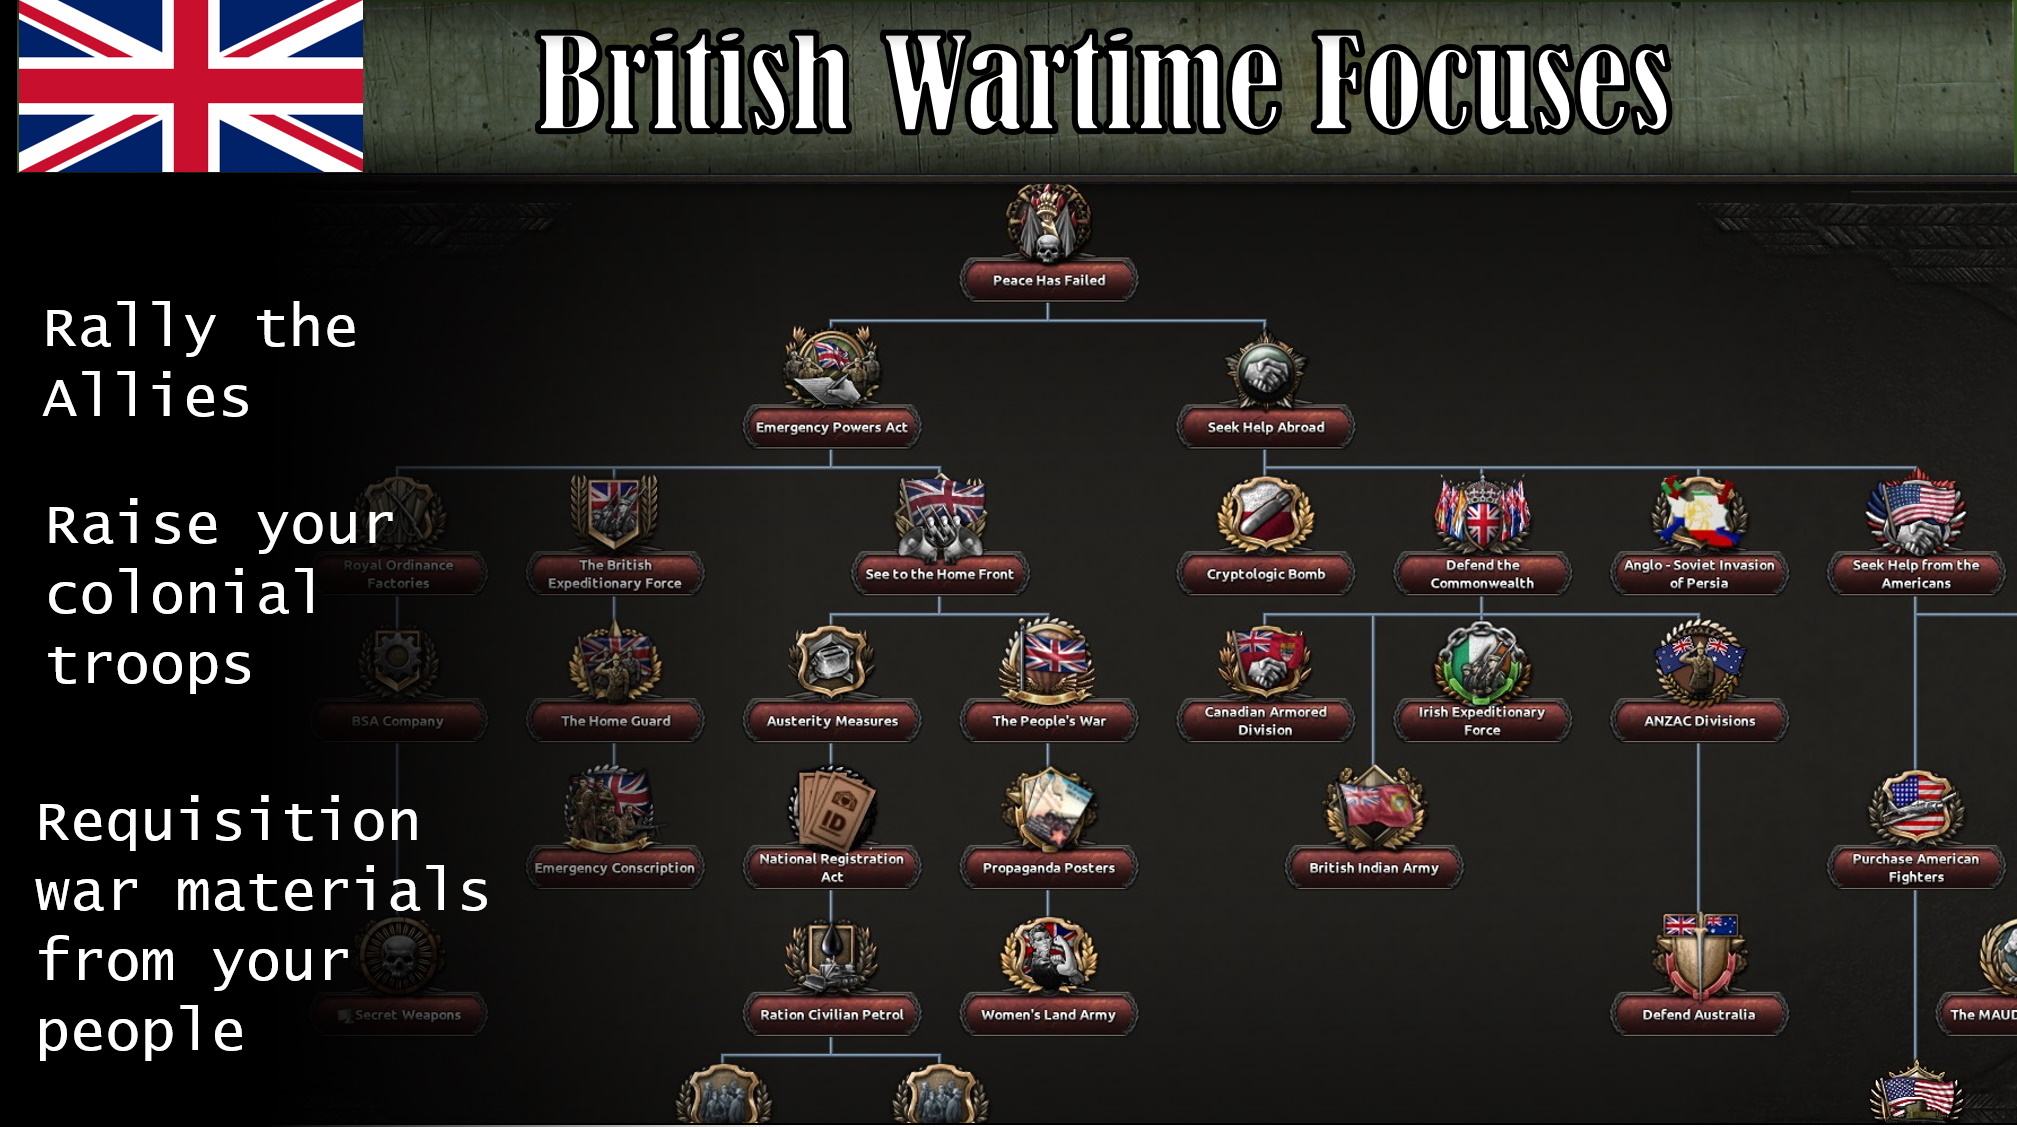 British Wartime Focuses
Peace Has Failed
Rally the
Allies
Emergency Powers Act
Seek Help Abroad
Raise your
colonial
troops
Royal Ordinance
Factories
The British
Expeditionary Force
See to the Home Front
Cryptologic Bomb
Defend the
Commonwealth
Anglo - Soviet Invasion
of Persia
Seek Help from the
Americans
BSA Company
The Home Guard
Austerity Measures
The People's War
Canadian Armored
Division
Irish Expeditionary
Force
ANZAC Divisions
Requisition
war materials
from your
people
Emergency Conscription
ID
National Registration
Act
Propaganda Posters
British Indian Army
Purchase American
Fighters
Secret Weapons
Ration Civilian Petrol
Women's Land Army
Defend Australia
The MAUD